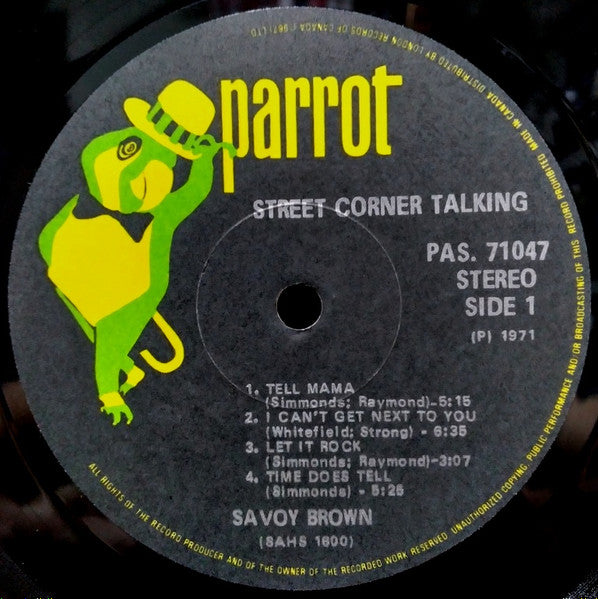 parrot
STREET CORNER TALKING
PAS. 71047
STEREO
SIDE 1
(P) 1971
1. TELL MAMA
(Simmonds; Raymond)-5:15
2. I CAN'T GET NEXT TO YOU
(Whitefield; Strong) - 6:35
3. LET IT ROCK
(Simmonds; Raymond)-3:07
4. TIME DOES TELL
(Simmonds) - 5:25
SAVOY BROWN
(SAHS 1600)
ALL RIGHTS OF THE RECORD PRODUCER AND OF THE OWNER OF THE RECORDED WORK RESERVED UNAUTHORIZED COPYING, PUBLIC PERFORMANCE AND/OR BROADCASTING OF THIS RECORD PROHIBITED MADE IN CANADA DISTRIBUTED BY LONDON RECORDS OF CANADA (1967) LTD